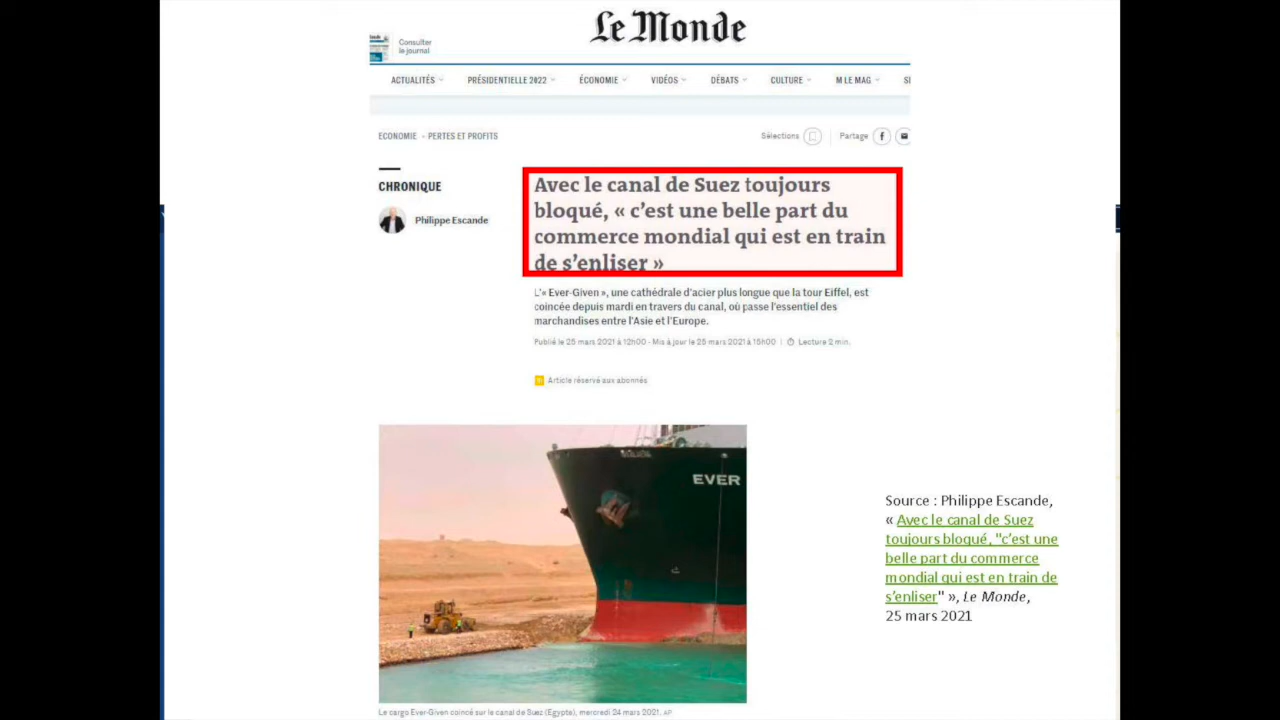 Le Monde
Consulter
le journal
ACTUALITÉS
PRÉSIDENTIELLE 2022
ÉCONOMIE
VIDÉOS
DÉBATS
CULTURE
M LE MAG
ECONOMIE • PERTES ET PROFITS
Sélections
Partage
CHRONIQUE
Philippe Escande
Avec le canal de Suez toujours
bloqué, « c’est une belle part du
commerce mondial qui est en train
de s’enliser »
L’« Ever-Given », une cathédrale d’acier plus longue que la tour Eiffel, est
coincée depuis mardi en travers du canal, où passe l’essentiel des
marchandises entre l’Asie et l’Europe.
Publié le 25 mars 2021 à 12h00 - Mis à jour le 25 mars 2021 à 15h00 | Lecture 2 min.
Article réservé aux abonnés
EVER
Le cargo Ever-Given coincé sur le canal de Suez (Egypte), mercredi 24 mars 2021. AP
Source : Philippe Escande,
« Avec le canal de Suez
toujours bloqué, "c’est une
belle part du commerce
mondial qui est en train de
s’enliser" », Le Monde,
25 mars 2021